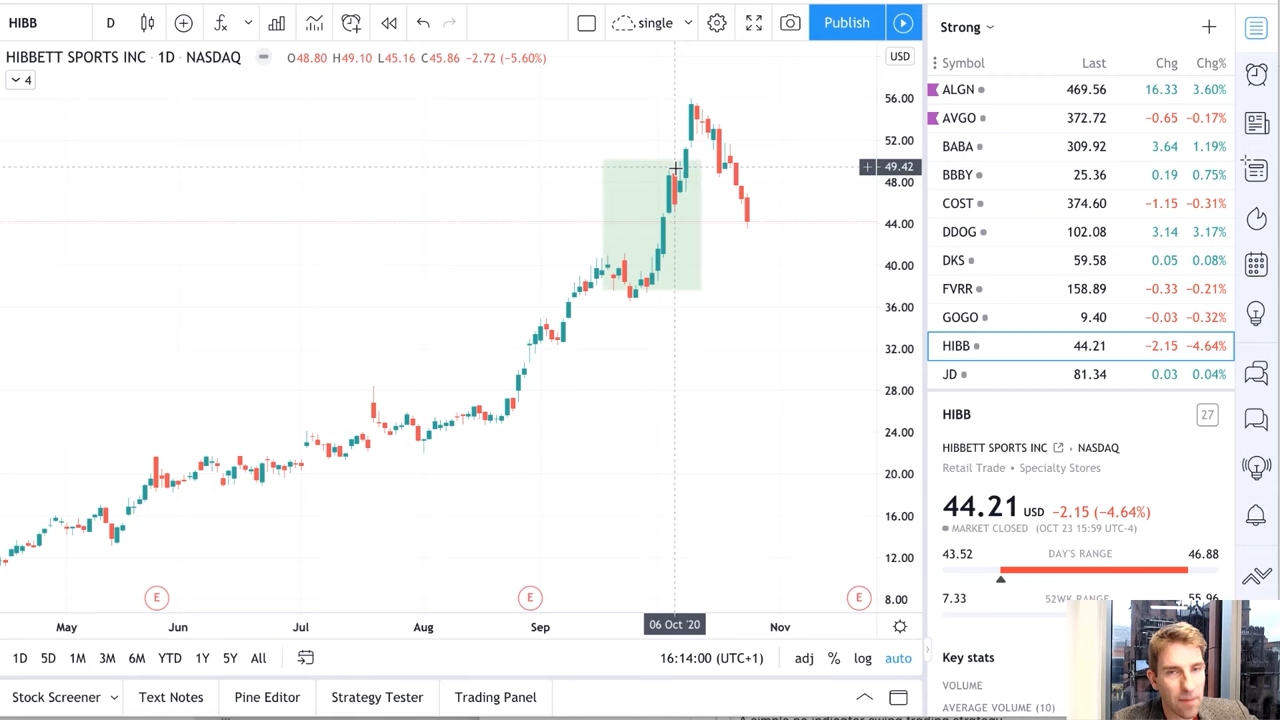 HIBB D single Publish
HIBBETT SPORTS INC · 1D · NASDAQ O48.80 H49.10 L45.16 C45.86 −2.72 (−5.60%)
4
USD
56.00
52.00
49.42
48.00
44.00
40.00
36.00
32.00
28.00
24.00
20.00
16.00
12.00
8.00
E E E
May Jun Jul Aug Sep 06 Oct '20 Nov
1D 5D 1M 3M 6M YTD 1Y 5Y All 16:14:00 (UTC+1) adj % log auto
Stock Screener Text Notes Pine Editor Strategy Tester Trading Panel
Strong
Symbol Last Chg Chg%
ALGN 469.56 16.33 3.60%
AVGO 372.72 −0.65 −0.17%
BABA 309.92 3.64 1.19%
BBBY 25.36 0.19 0.75%
COST 374.60 −1.15 −0.31%
DDOG 102.08 3.14 3.17%
DKS 59.58 0.05 0.08%
FVRR 158.89 −0.33 −0.21%
GOGO 9.40 −0.03 −0.32%
HIBB 44.21 −2.15 −4.64%
JD 81.34 0.03 0.04%
HIBB 27
HIBBETT SPORTS INC · NASDAQ
Retail Trade • Specialty Stores
44.21 USD −2.15 (−4.64%)
MARKET CLOSED (OCT 23 15:59 UTC-4)
43.52 DAY'S RANGE 46.88
7.33 52WK RANGE 55.96
Key stats
VOLUME
AVERAGE VOLUME (10)
A simple no indicator swing trading strategy